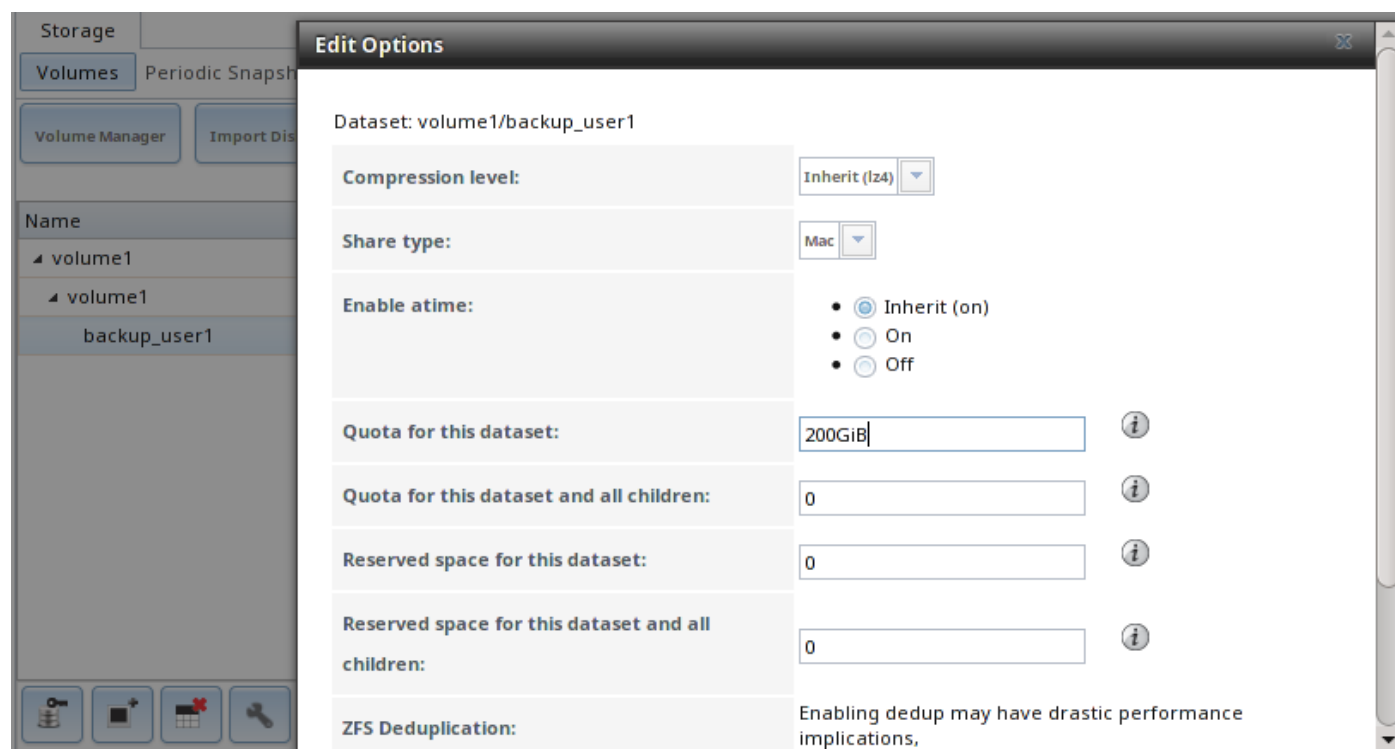 Storage
Volumes
Periodic Snapsh
Volume Manager
Import Dis
Name
volume1
volume1
backup_user1
Edit Options
Dataset: volume1/backup_user1
Compression level:
Inherit (lz4)
Share type:
Mac
Enable atime:
Inherit (on)
On
Off
Quota for this dataset:
200GiB
Quota for this dataset and all children:
0
Reserved space for this dataset:
0
Reserved space for this dataset and all
children:
0
ZFS Deduplication:
Enabling dedup may have drastic performance
implications,